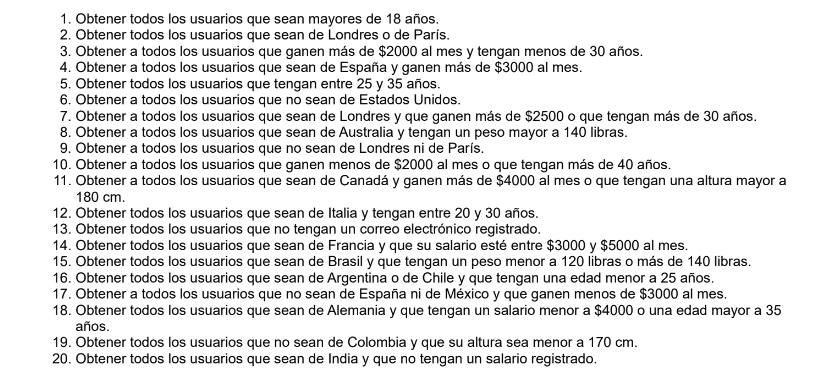 1. Obtener todos los usuarios que sean mayores de 18 años.
2. Obtener todos los usuarios que sean de Londres o de París.
3. Obtener a todos los usuarios que ganen más de $2000 al mes y tengan menos de 30 años.
4. Obtener a todos los usuarios que sean de España y ganen más de $3000 al mes.
5. Obtener todos los usuarios que tengan entre 25 y 35 años.
6. Obtener a todos los usuarios que no sean de Estados Unidos.
7. Obtener a todos los usuarios que sean de Londres y que ganen más de $2500 o que tengan más de 30 años.
8. Obtener a todos los usuarios que sean de Australia y tengan un peso mayor a 140 libras.
9. Obtener a todos los usuarios que no sean de Londres ni de París.
10. Obtener a todos los usuarios que ganen menos de $2000 al mes o que tengan más de 40 años.
11. Obtener a todos los usuarios que sean de Canadá y ganen más de $4000 al mes o que tengan una altura mayor a
180 cm.
12. Obtener todos los usuarios que sean de Italia y tengan entre 20 y 30 años.
13. Obtener todos los usuarios que no tengan un correo electrónico registrado.
14. Obtener todos los usuarios que sean de Francia y que su salario esté entre $3000 y $5000 al mes.
15. Obtener todos los usuarios que sean de Brasil y que tengan un peso menor a 120 libras o más de 140 libras.
16. Obtener todos los usuarios que sean de Argentina o de Chile y que tengan una edad menor a 25 años.
17. Obtener a todos los usuarios que no sean de España ni de México y que ganen menos de $3000 al mes.
18. Obtener todos los usuarios que sean de Alemania y que tengan un salario menor a $4000 o una edad mayor a 35
años.
19. Obtener todos los usuarios que no sean de Colombia y que su altura sea menor a 170 cm.
20. Obtener todos los usuarios que sean de India y que no tengan un salario registrado.